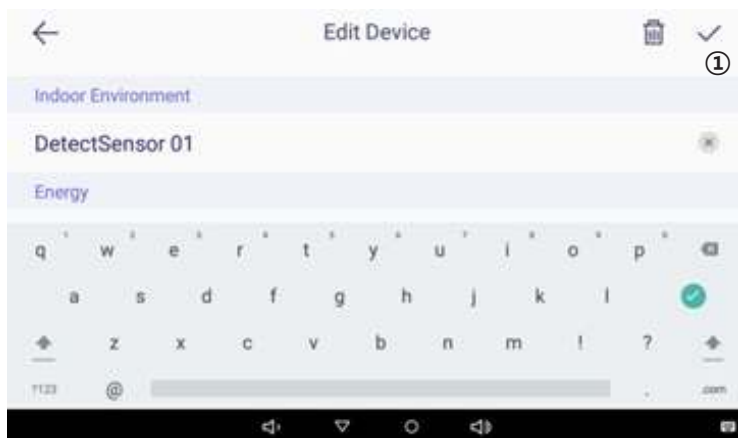 Edit Device
①
Indoor Environment
DetectSensor 01
Energy
q w e r t y u i o p
a s d f g h j k l
z x c v b n m ! ?
?123 @ . .com